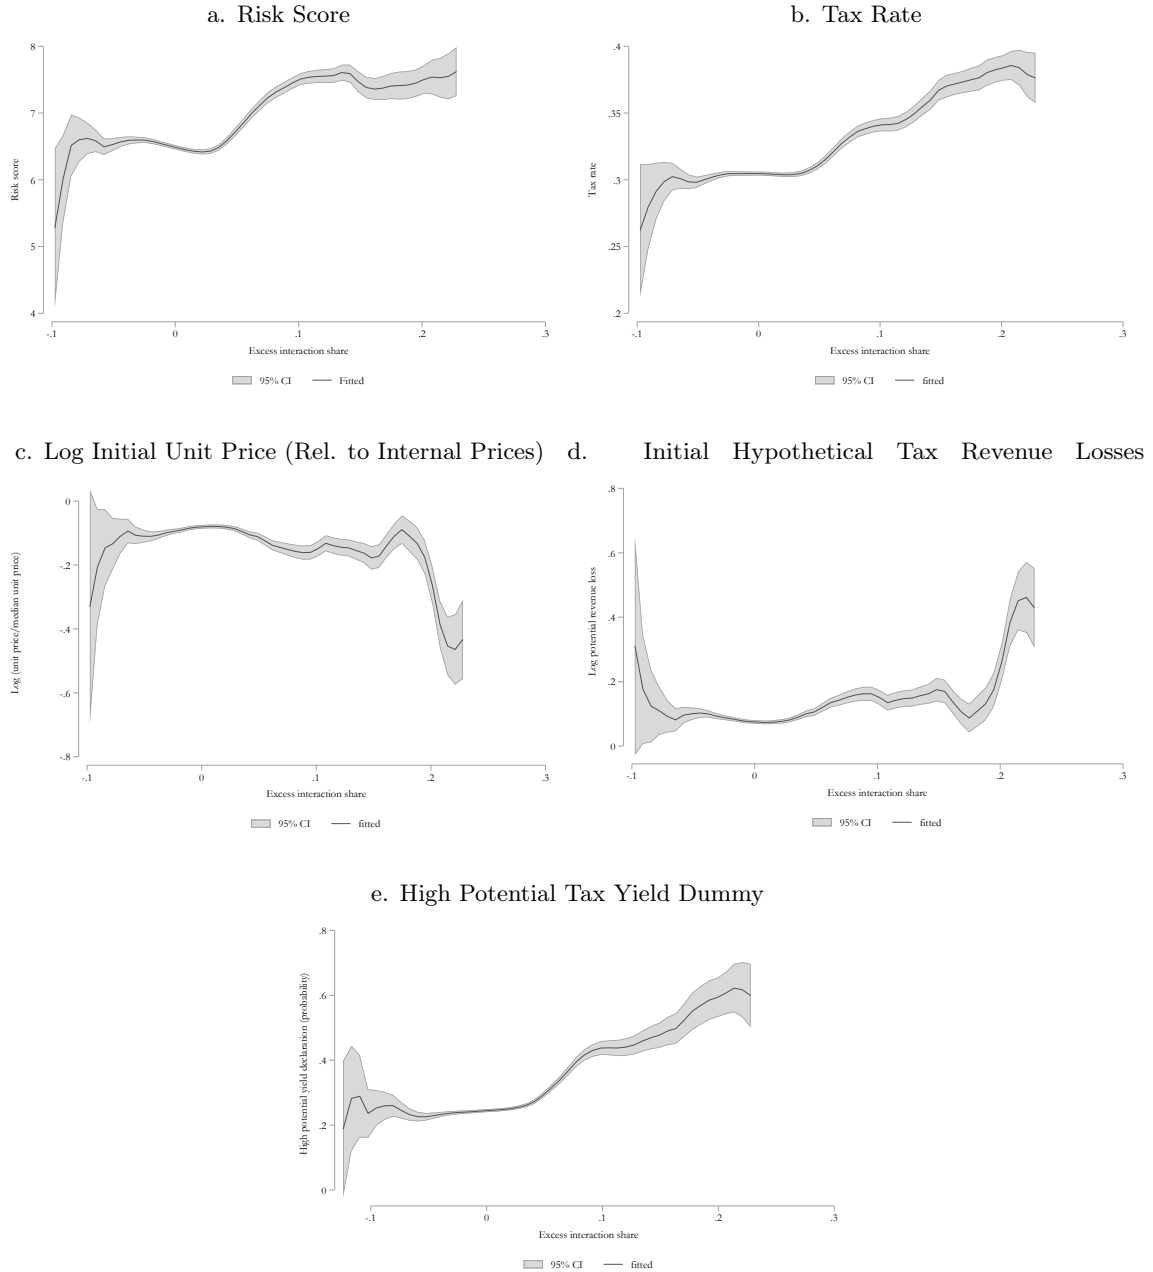 a. Risk Score
8
7
6
5
4
Risk score
-.1 0 .1 .2 .3
Excess interaction share
95% CI Fitted
b. Tax Rate
.4
.35
.3
.25
.2
Tax rate
-.1 0 .1 .2 .3
Excess interaction share
95% CI fitted
c. Log Initial Unit Price (Rel. to Internal Prices)
0
-.2
-.4
-.6
-.8
Log (unit price/median unit price)
-.1 0 .1 .2 .3
Excess interaction share
95% CI fitted
d. Initial Hypothetical Tax Revenue Losses
.8
.6
.4
.2
0
Log potential revenue loss
-.1 0 .1 .2 .3
Excess interaction share
95% CI fitted
e. High Potential Tax Yield Dummy
.8
.6
.4
.2
0
High potential yield declaration (probability)
-.1 0 .1 .2 .3
Excess interaction share
95% CI fitted